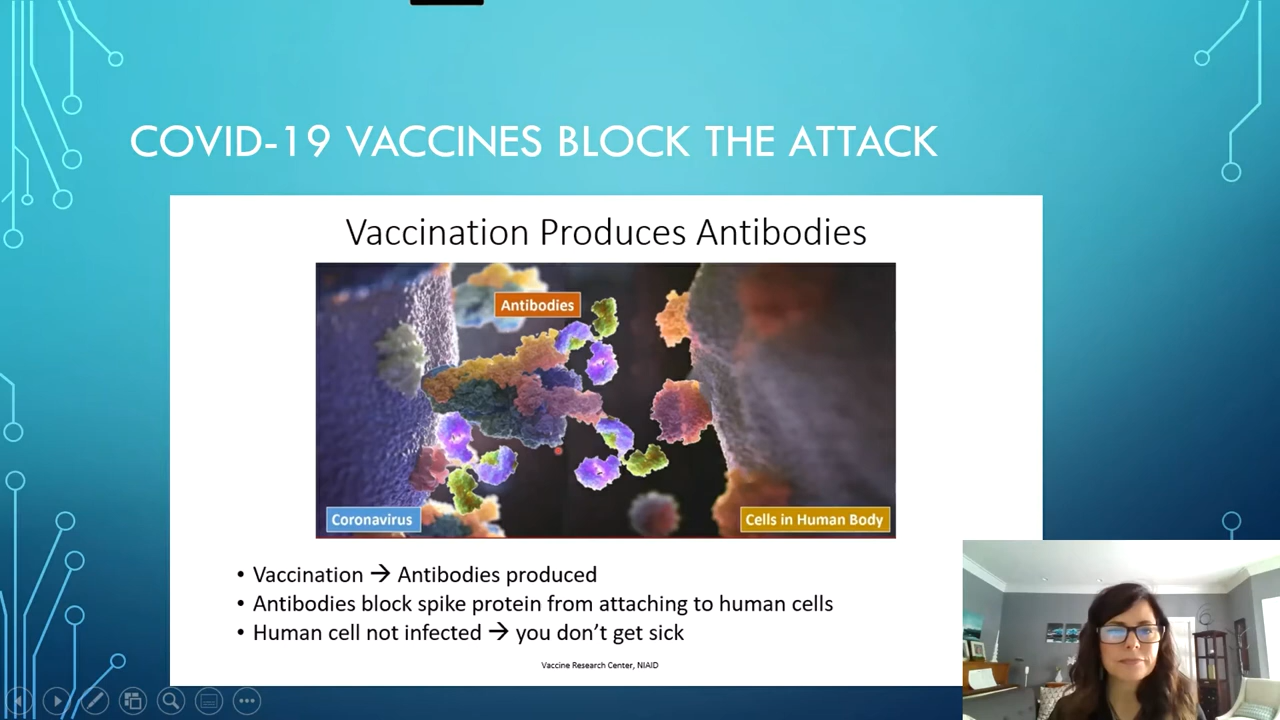 COVID-19 VACCINES BLOCK THE ATTACK
Vaccination Produces Antibodies
Antibodies
Coronavirus
Cells in Human Body
• Vaccination → Antibodies produced
• Antibodies block spike protein from attaching to human cells
• Human cell not infected → you don’t get sick
Vaccine Research Center, NIAID